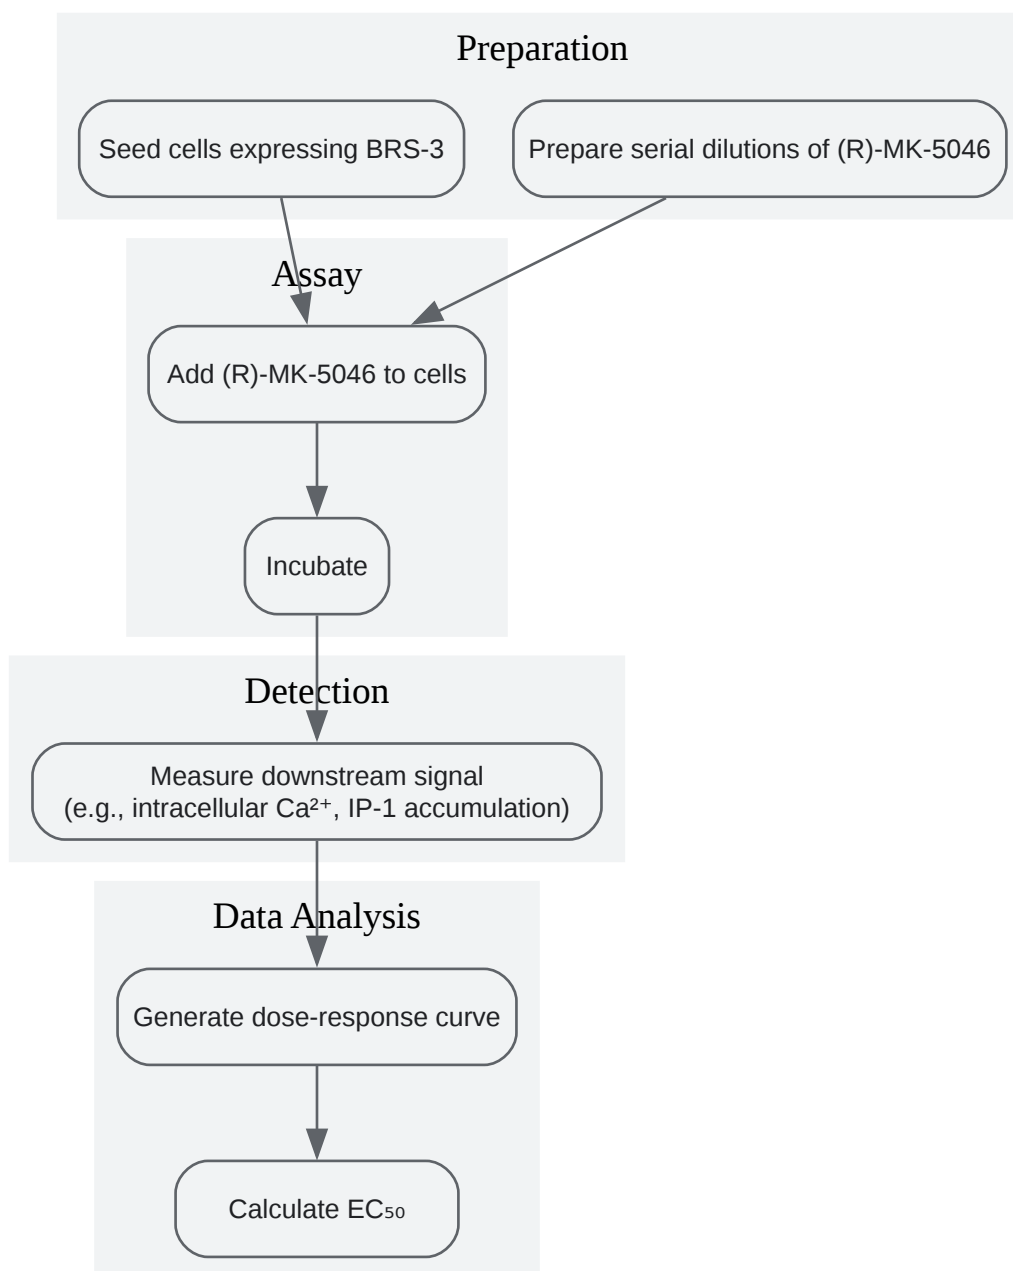 Preparation
Seed cells expressing BRS-3
Prepare serial dilutions of (R)-MK-5046
Assay
Add (R)-MK-5046 to cells
Incubate
Detection
Measure downstream signal
(e.g., intracellular Ca²⁺, IP-1 accumulation)
Data Analysis
Generate dose-response curve
Calculate EC₅₀